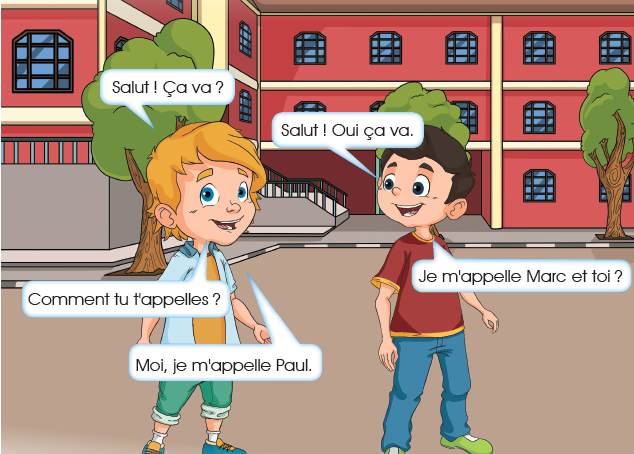 Salut ! Ça va ?
Salut ! Oui ça va.
Comment tu t'appelles ?
Je m'appelle Marc et toi ?
Moi, je m'appelle Paul.